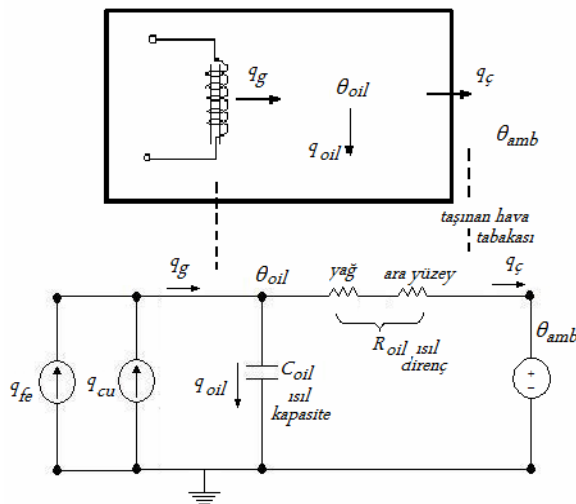 q_g
θ_oil
q_ç
q_oil
θ_amb
taşınan hava
tabakası
q_g
θ_oil
yağ
ara yüzey
q_ç
R_oil ısıl
direnç
θ_amb
q_fe
q_cu
q_oil
C_oil
ısıl
kapasite
+
−